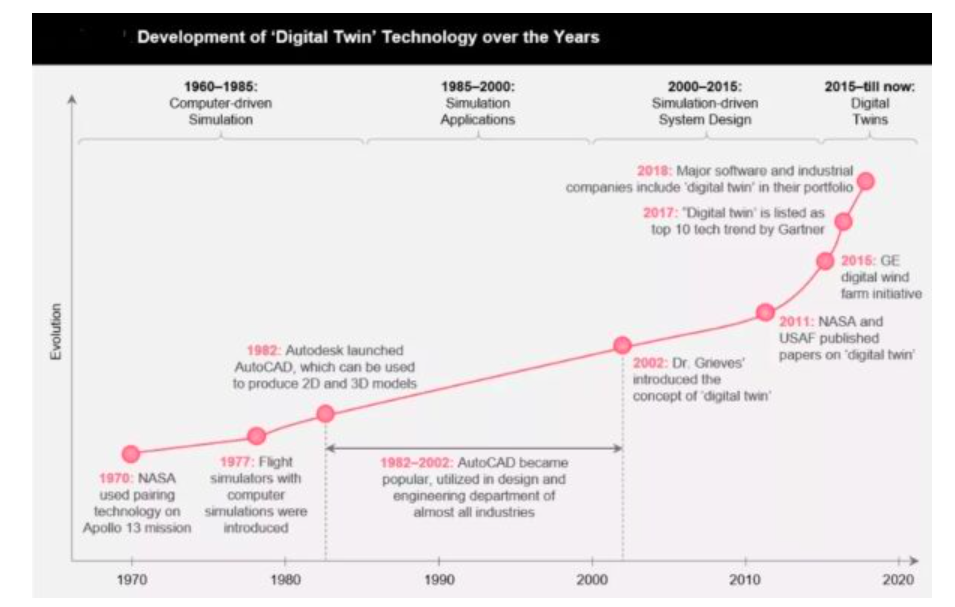 Development of 'Digital Twin' Technology over the Years
1960–1985:
Computer-driven
Simulation
1985–2000:
Simulation
Applications
2000–2015:
Simulation-driven
System Design
2015–till now:
Digital
Twins
2018: Major software and industrial
companies include 'digital twin' in their portfolio
2017: "Digital twin' is listed as
top 10 tech trend by Gartner
2015: GE
digital wind
farm initiative
2011: NASA and
USAF published
papers on 'digital twin'
2002: Dr. Grieves'
introduced the
concept of 'digital twin'
1982: Autodesk launched
AutoCAD, which can be used
to produce 2D and 3D models
1982–2002: AutoCAD became
popular, utilized in design and
engineering department of
almost all industries
1977: Flight
simulators with
computer
simulations were
introduced
1970: NASA
used pairing
technology on
Apollo 13 mission
Evolution
1970
1980
1990
2000
2010
2020